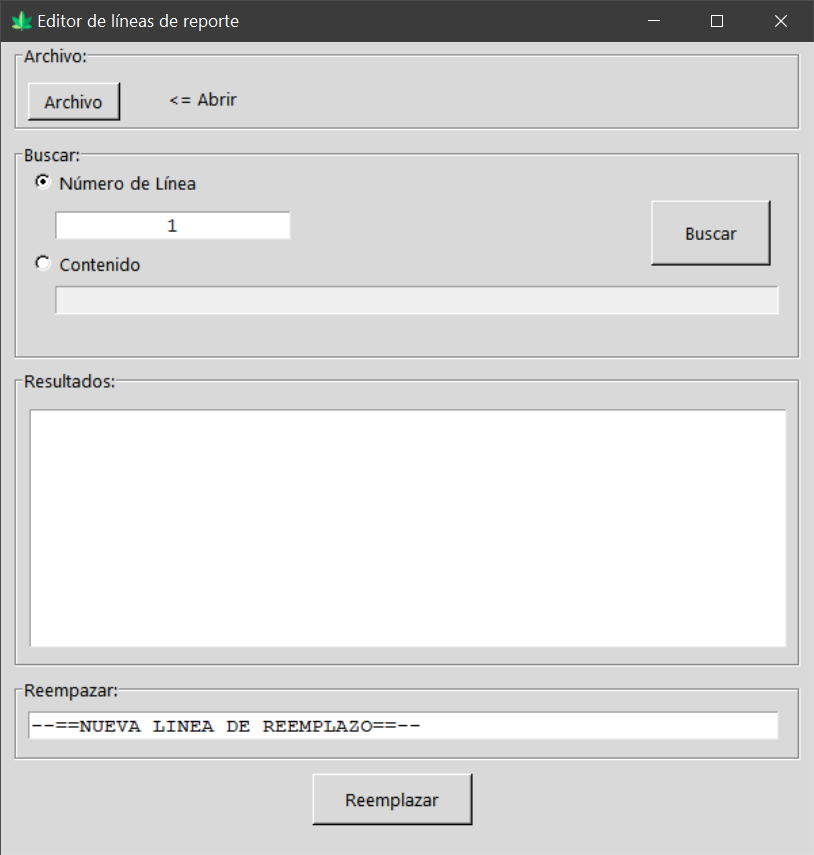 Editor de líneas de reporte
Archivo:
Archivo
<= Abrir
Buscar:
Número de Línea
1
Buscar
Contenido
Resultados:
Reempazar:
--==NUEVA LINEA DE REEMPLAZO==--
Reemplazar